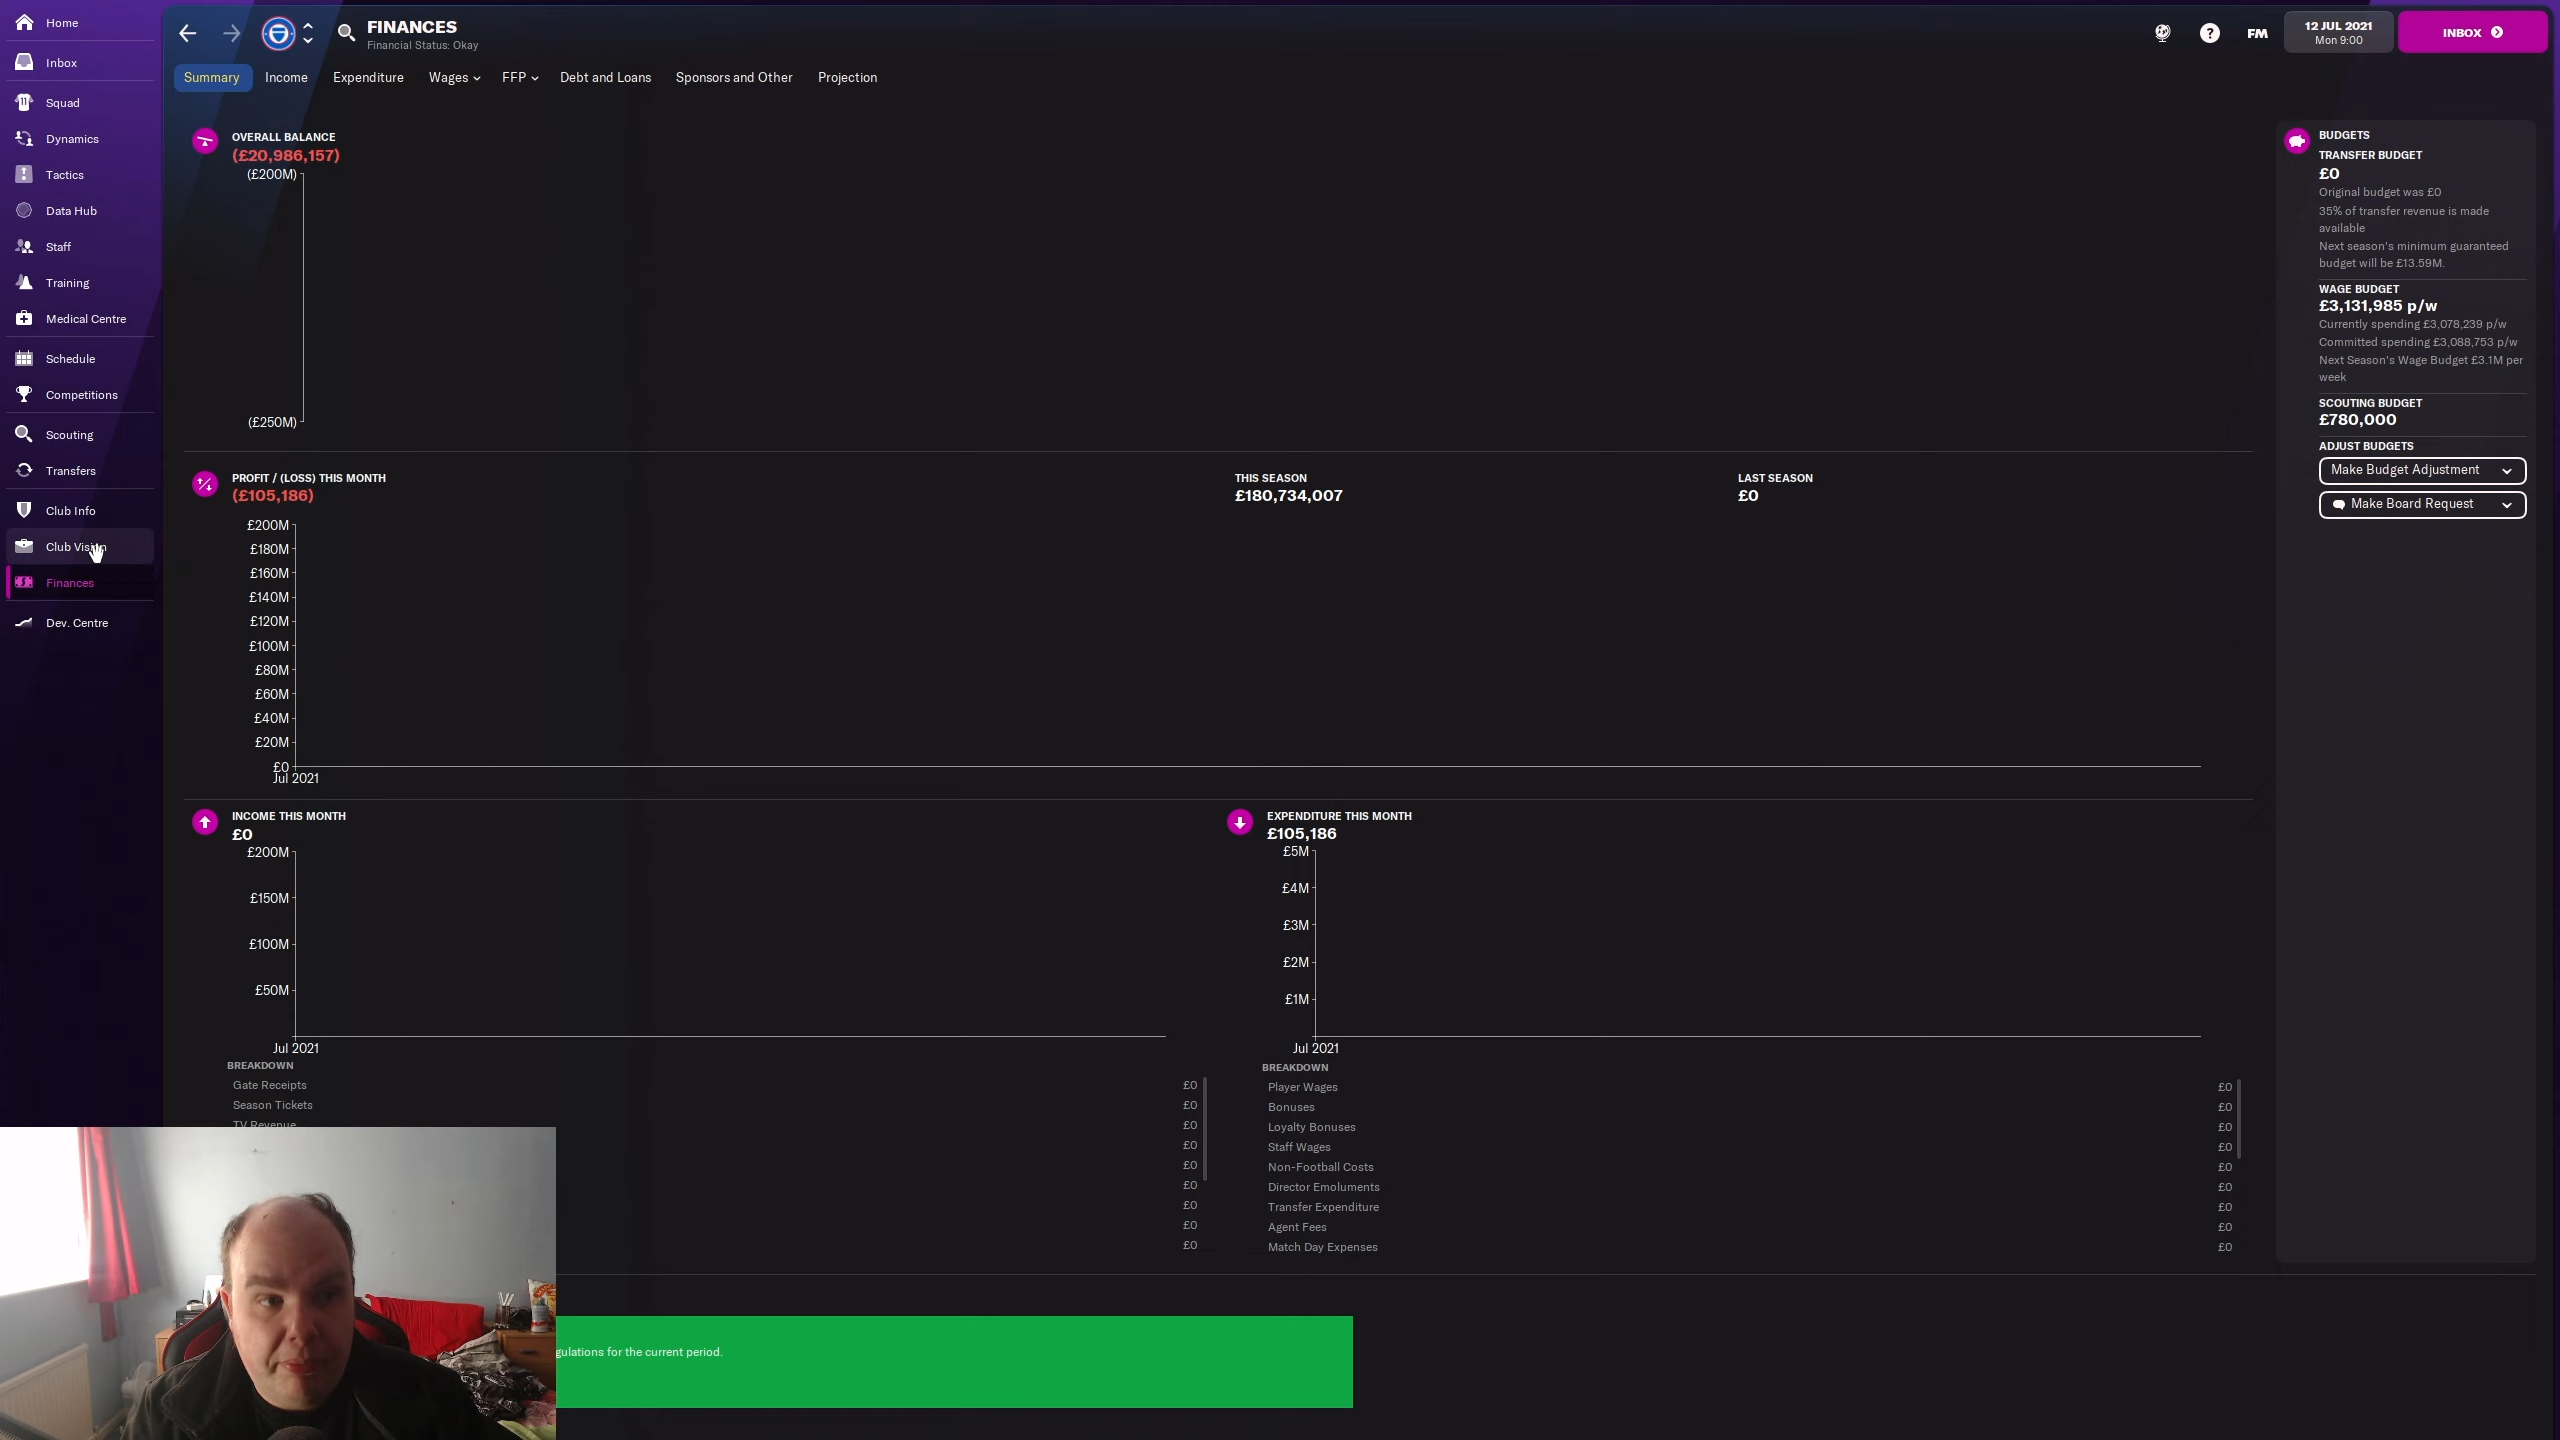 Home
Inbox
Squad
Dynamics
Tactics
Data Hub
Staff
Training
Medical Centre
Schedule
Competitions
Scouting
Transfers
Club Info
Club Vision
Finances
Dev. Centre
FINANCES
Financial Status: Okay
FM
12 JUL 2021
Mon 9:00
INBOX
Summary
Income
Expenditure
Wages
FFP
Debt and Loans
Sponsors and Other
Projection
OVERALL BALANCE
(£20,986,157)
(£200M)
(£250M)
PROFIT / (LOSS) THIS MONTH
(£105,186)
THIS SEASON
£180,734,007
LAST SEASON
£0
£200M
£180M
£160M
£140M
£120M
£100M
£80M
£60M
£40M
£20M
£0
Jul 2021
INCOME THIS MONTH
£0
£200M
£150M
£100M
£50M
Jul 2021
BREAKDOWN
Gate Receipts £0
Season Tickets £0
TV Revenue £0
£0
£0
£0
£0
£0
£0
EXPENDITURE THIS MONTH
£105,186
£5M
£4M
£3M
£2M
£1M
Jul 2021
BREAKDOWN
Player Wages £0
Bonuses £0
Loyalty Bonuses £0
Staff Wages £0
Non-Football Costs £0
Director Emoluments £0
Transfer Expenditure £0
Agent Fees £0
Match Day Expenses £0
gulations for the current period.
BUDGETS
TRANSFER BUDGET
£0
Original budget was £0
35% of transfer revenue is made
available
Next season's minimum guaranteed
budget will be £13.59M.
WAGE BUDGET
£3,131,985 p/w
Currently spending £3,078,239 p/w
Committed spending £3,088,753 p/w
Next Season's Wage Budget £3.1M per
week
SCOUTING BUDGET
£780,000
ADJUST BUDGETS
Make Budget Adjustment
Make Board Request